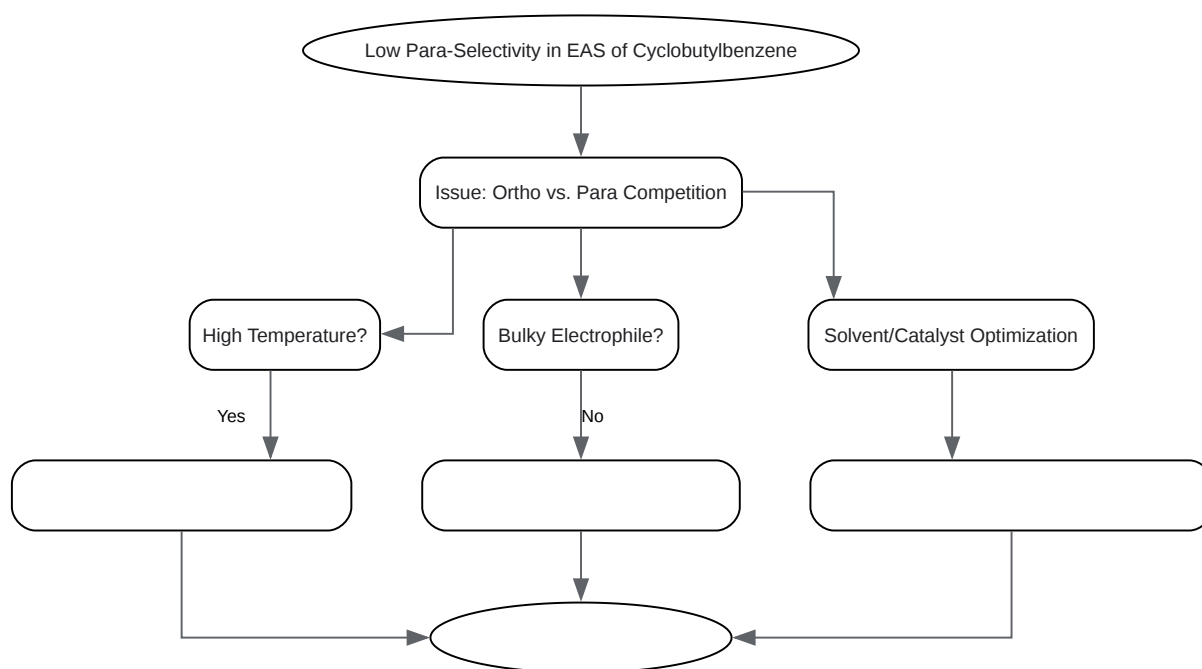 Low Para-Selectivity in EAS of Cyclobutylbenzene
Issue: Ortho vs. Para Competition
High Temperature?
Bulky Electrophile?
Solvent/Catalyst Optimization
Yes
No